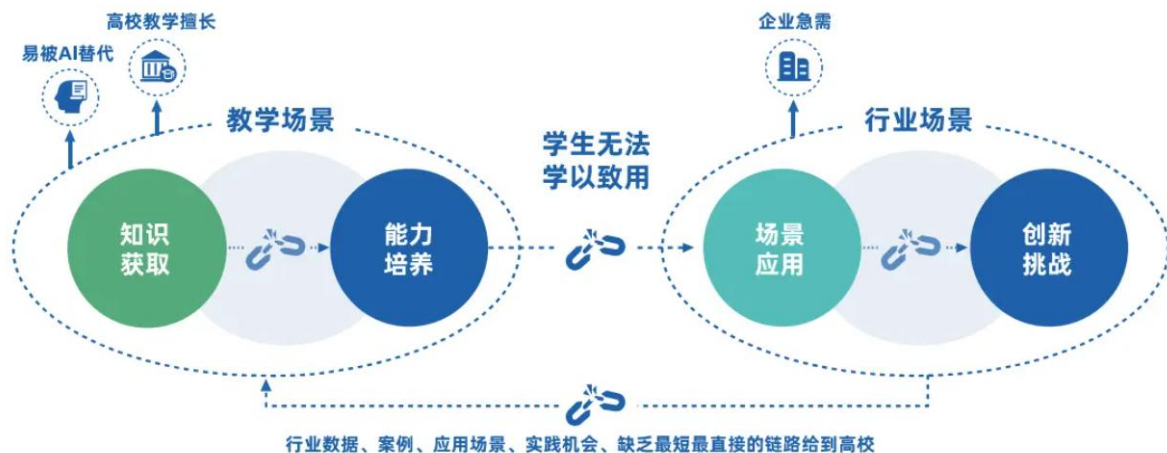 高校教学擅长
企业急需
易被AI替代
教学场景
行业场景
学生无法
学以致用
知识
获取
能力
培养
场景
应用
创新
挑战
行业数据、案例、应用场景、实践机会、缺乏最短最直接的链路给到高校